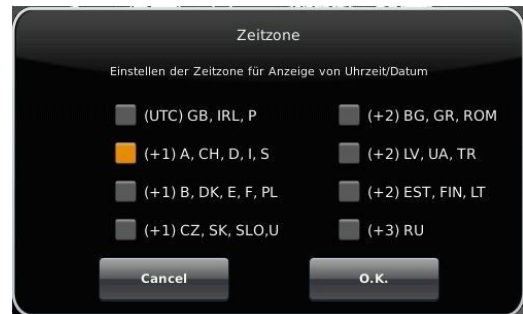 Zeitzone
Einstellen der Zeitzone für Anzeige von Uhrzeit/Datum
(UTC) GB, IRL, P
(+2) BG, GR, ROM
(+1) A, CH, D, I, S
(+2) LV, UA, TR
(+1) B, DK, E, F, PL
(+2) EST, FIN, LT
(+1) CZ, SK, SLO,U
(+3) RU
Cancel
O.K.